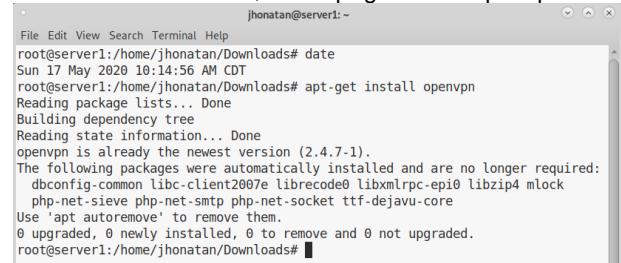 jhonatan@server1: ~
File Edit View Search Terminal Help
root@server1:/home/jhonatan/Downloads# date
Sun 17 May 2020 10:14:56 AM CDT
root@server1:/home/jhonatan/Downloads# apt-get install openvpn
Reading package lists... Done
Building dependency tree
Reading state information... Done
openvpn is already the newest version (2.4.7-1).
The following packages were automatically installed and are no longer required:
  dbconfig-common libc-client2007e librecode0 libxmlrpc-epi0 libzip4 mlock
  php-net-sieve php-net-smtp php-net-socket ttf-dejavu-core
Use 'apt autoremove' to remove them.
0 upgraded, 0 newly installed, 0 to remove and 0 not upgraded.
root@server1:/home/jhonatan/Downloads#